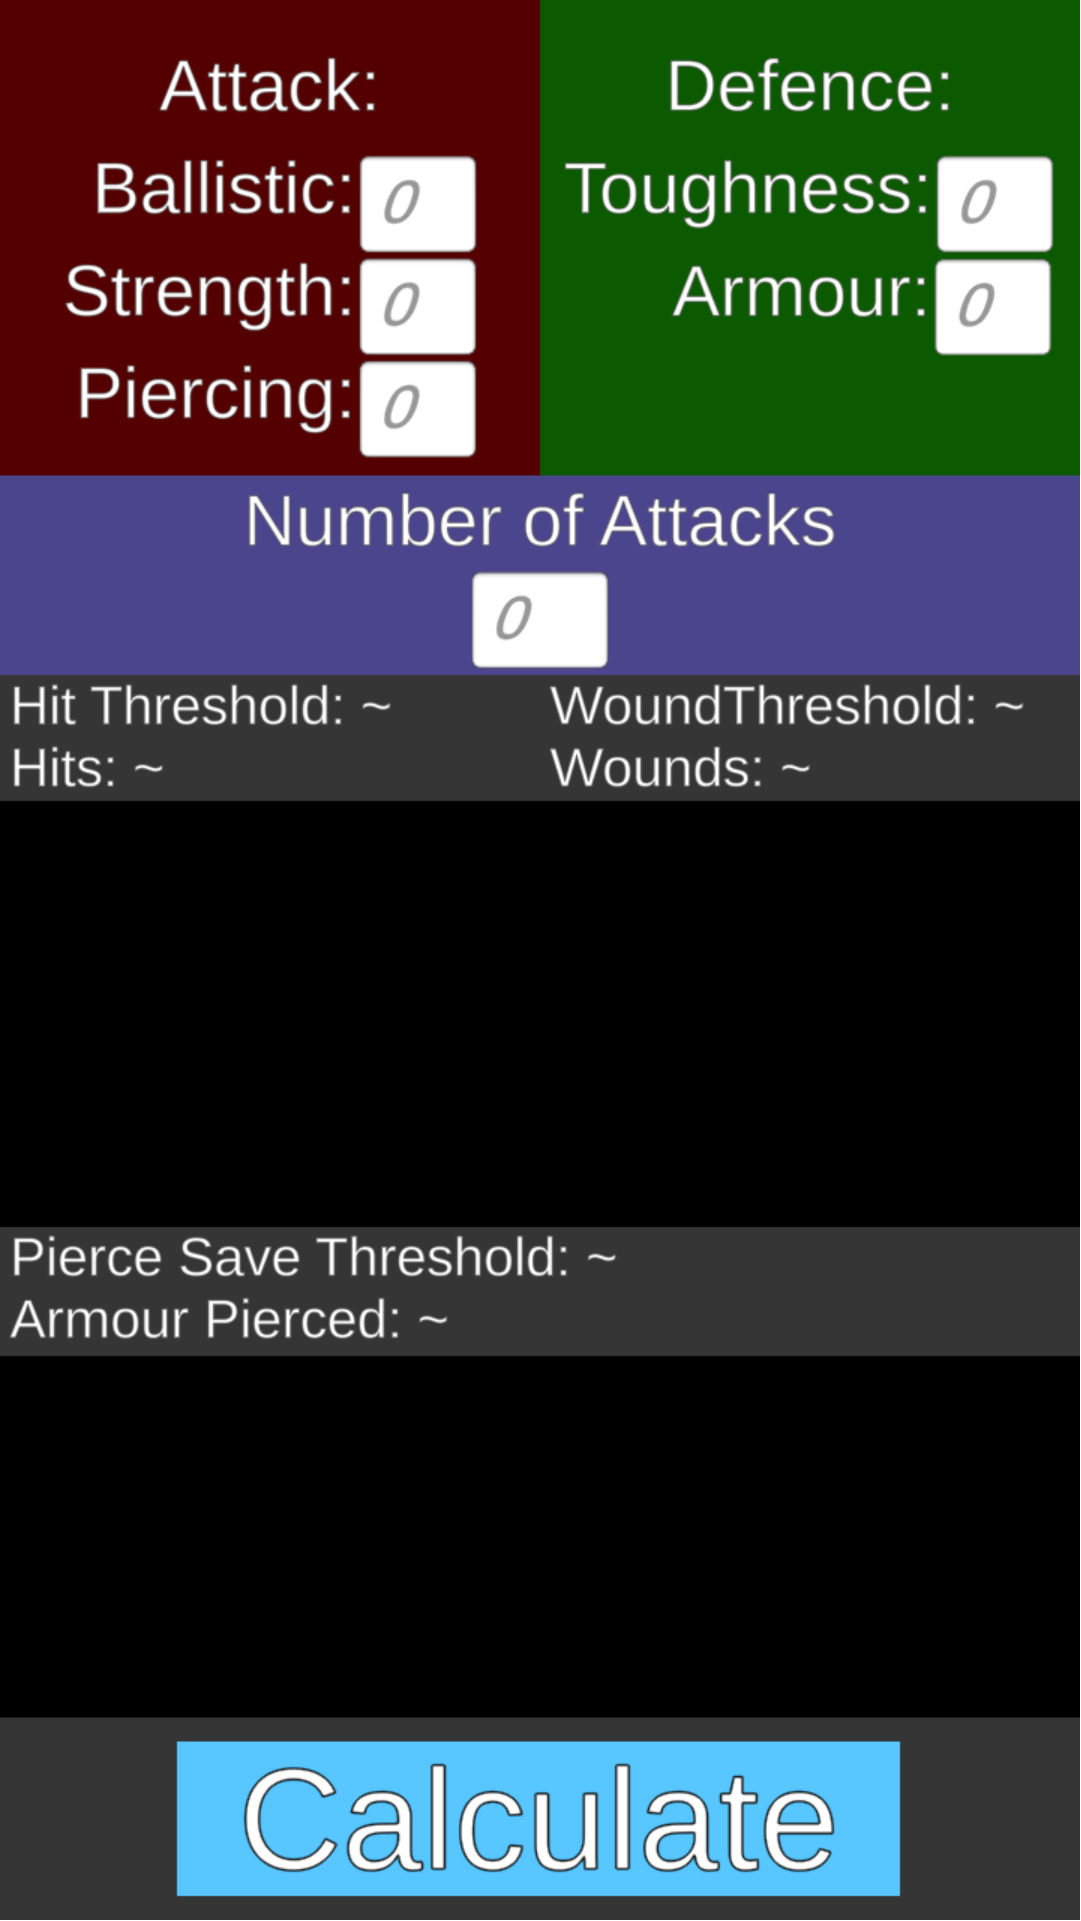 Attack:
Ballistic: 0
Strength: 0
Piercing: 0
Defence:
Toughness: 0
Armour: 0
Number of Attacks
0
Hit Threshold: ~
Hits: ~
WoundThreshold: ~
Wounds: ~
Pierce Save Threshold: ~
Armour Pierced: ~
Calculate